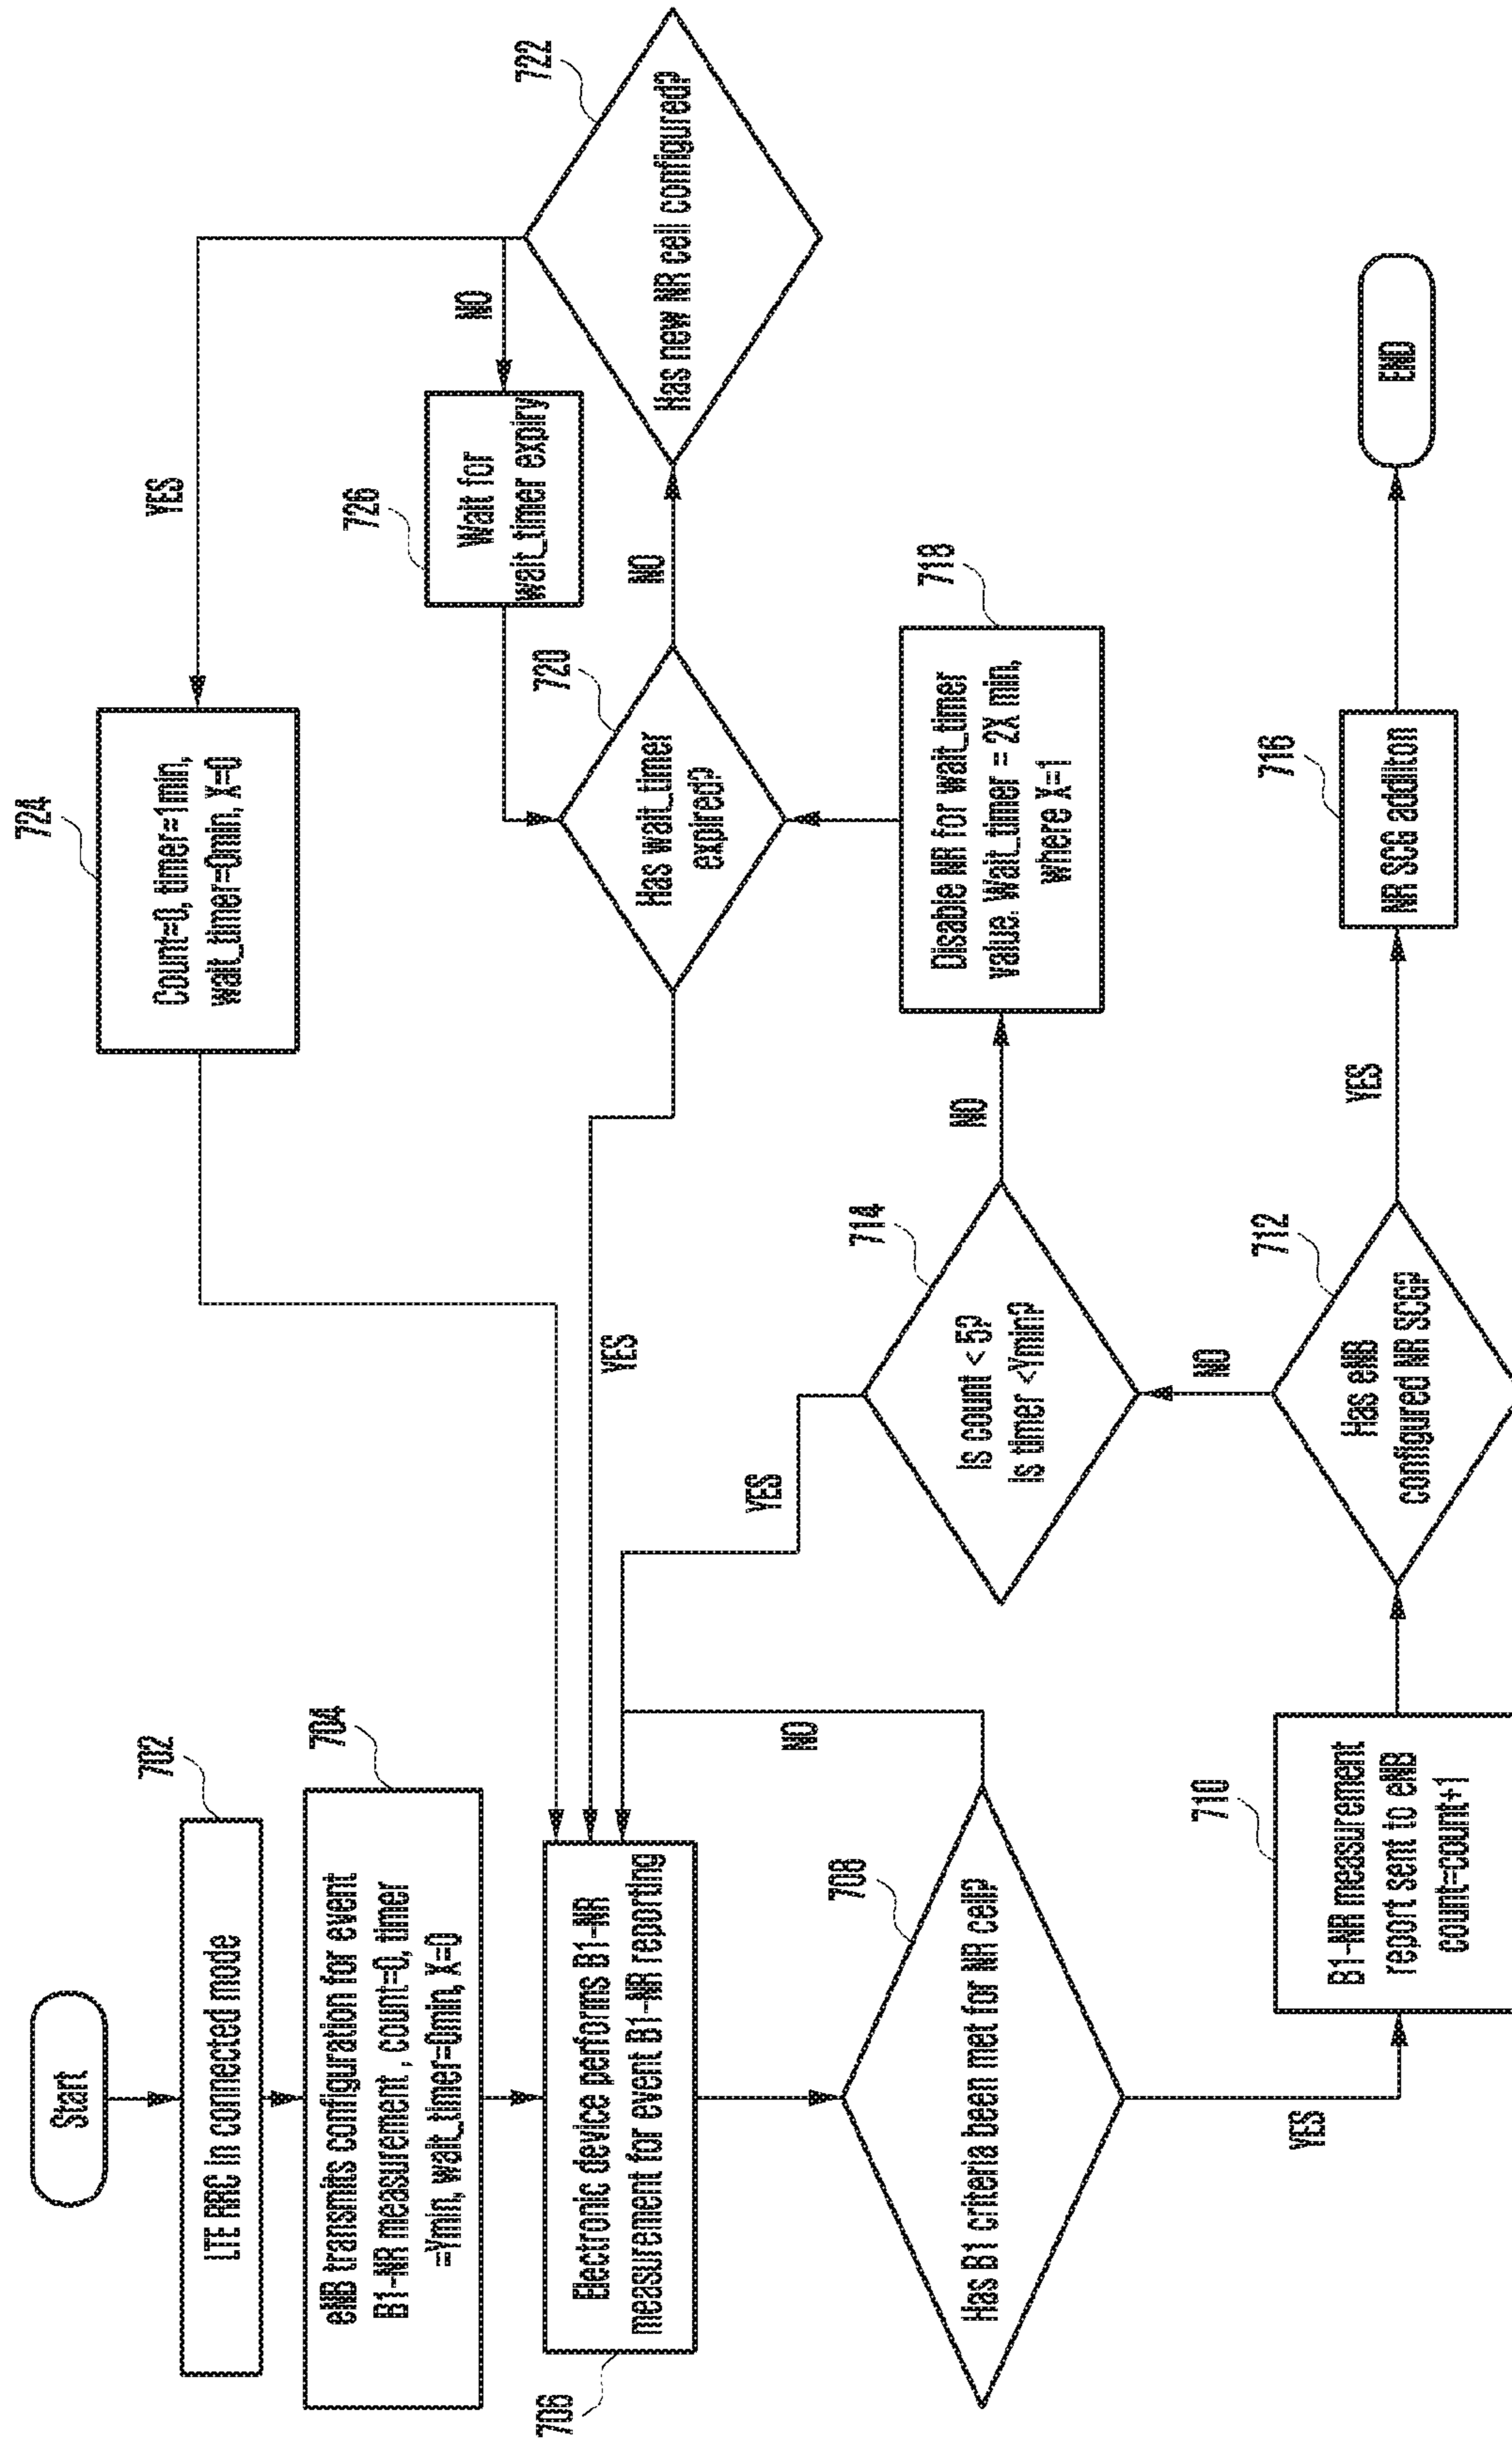 Start
702
LTE RRC in connected mode
704
eNB transmits configuration for event
B1-NR measurement , count=0, timer
=Ymin, wait_timer=0min, X=0
706
Electronic device performs B1-NR
measurement for event B1-NR reporting
708
Has B1 criteria been met for NR cell?
NO
YES
710
B1-NR measurement
report sent to eNB
count=count+1
712
Has eNB
configured NR SCG?
NO
YES
714
Is count < 5?
Is timer <Ymin?
YES
NO
716
NR SCG additon
END
718
Disable NR for wait_timer
value. Wait_timer = 2X min,
where X=1
720
Has wait_timer
expired?
YES
NO
722
Has new NR cell configured?
NO
YES
726
Wait for
wait_timer expiry
724
Count=0, timer=1min,
wait_timer=0min, X=0